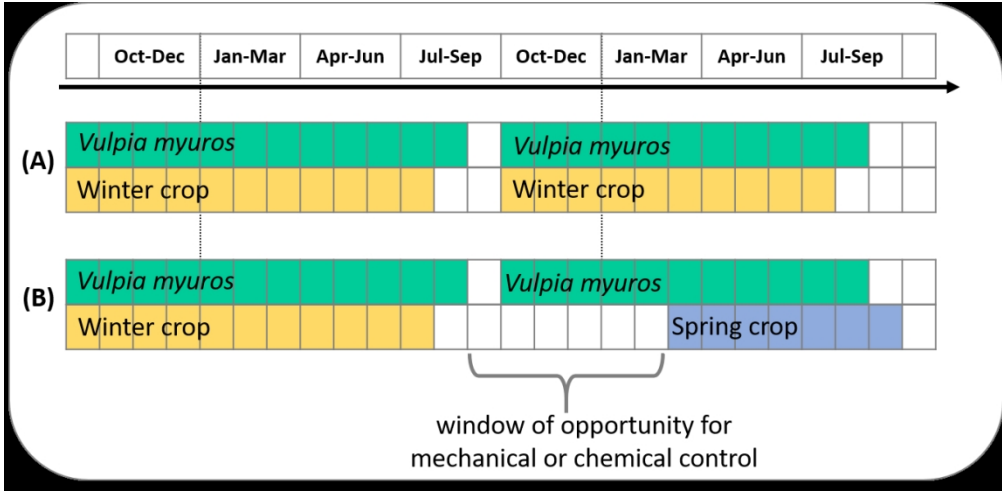 Oct-Dec Jan-Mar Apr-Jun Jul-Sep Oct-Dec Jan-Mar Apr-Jun Jul-Sep
(A)
Vulpia myuros Vulpia myuros
Winter crop Winter crop
(B)
Vulpia myuros Vulpia myuros
Winter crop Spring crop
window of opportunity for
mechanical or chemical control